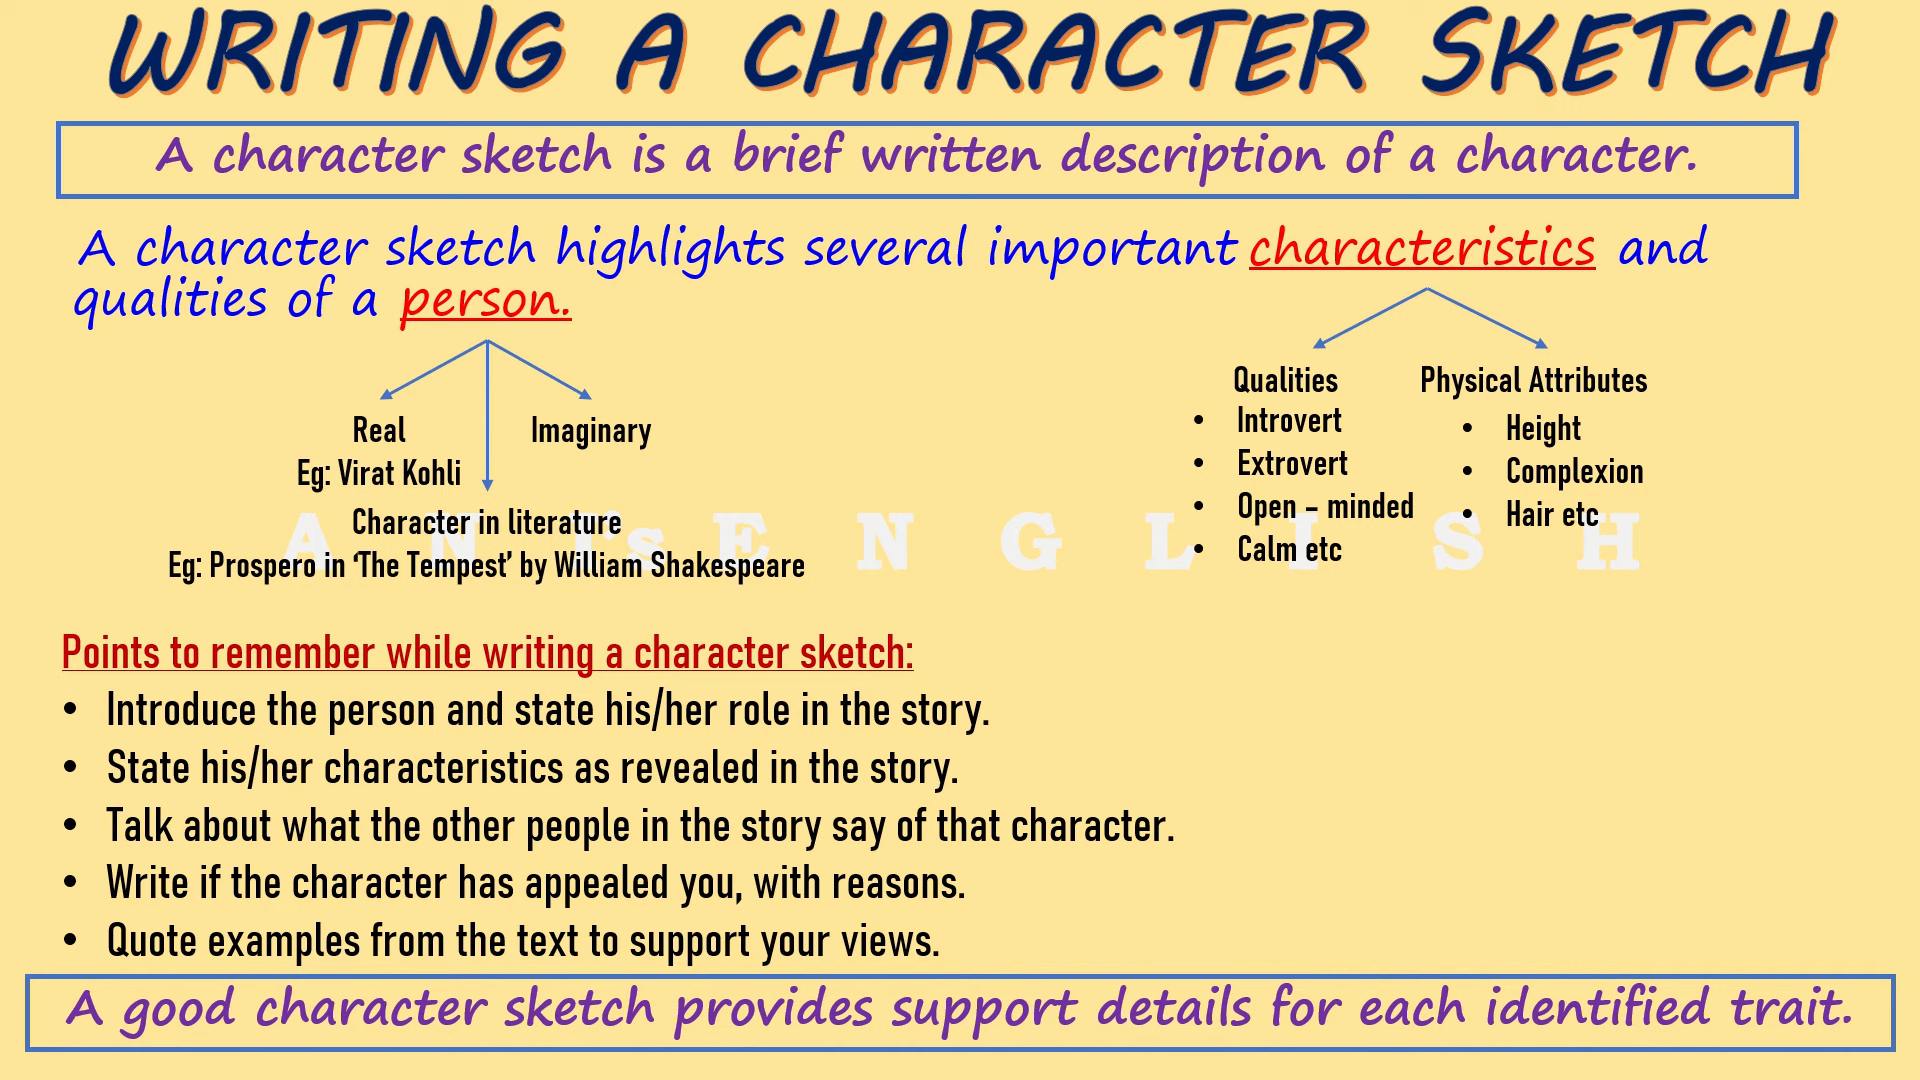 WRITING A CHARACTER SKETCH
A character sketch is a brief written description of a character.
A character sketch highlights several important characteristics and
qualities of a person.
Real
Eg: Virat Kohli
Imaginary
Character in literature
Eg: Prospero in ‘The Tempest’ by William Shakespeare
Qualities
• Introvert
• Extrovert
• Open – minded
• Calm etc
Physical Attributes
• Height
• Complexion
• Hair etc
ANI's ENGLISH
Points to remember while writing a character sketch:
• Introduce the person and state his/her role in the story.
• State his/her characteristics as revealed in the story.
• Talk about what the other people in the story say of that character.
• Write if the character has appealed you, with reasons.
• Quote examples from the text to support your views.
A good character sketch provides support details for each identified trait.